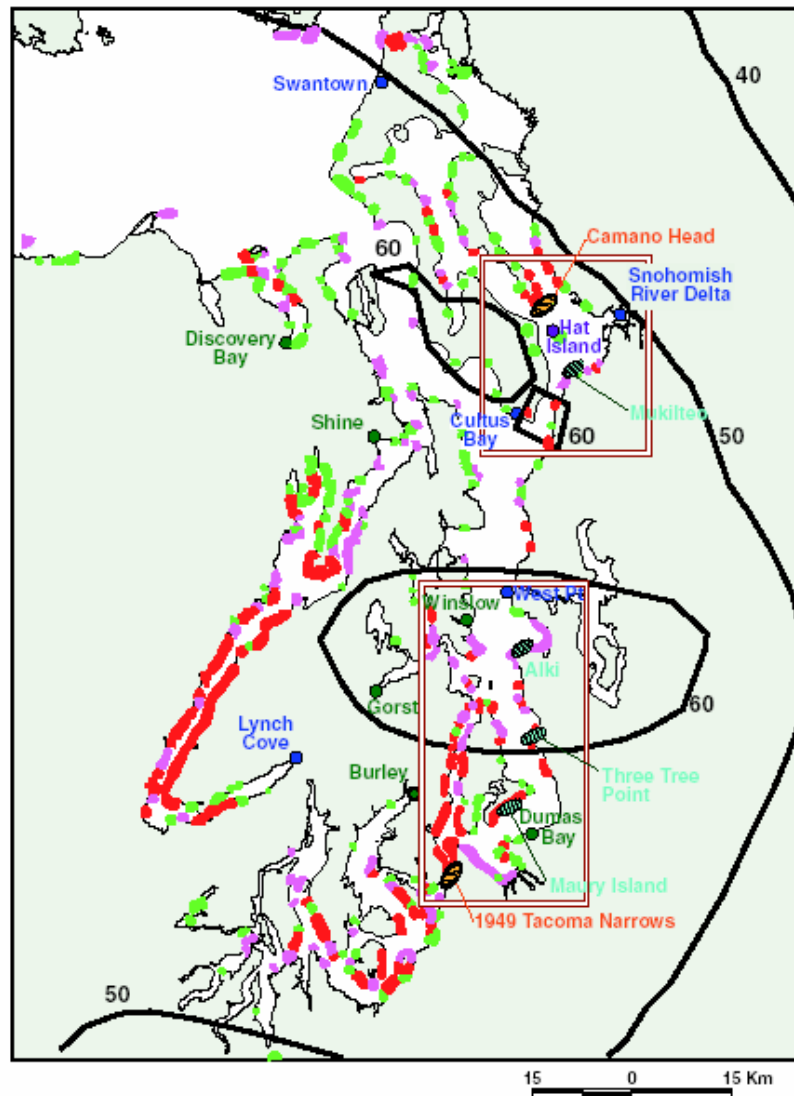 40
Swantown
Camano Head
60
Snohomish
River Delta
Hat
Island
Discovery
Bay
Mukilteo
Shine
Cultus
Bay
60
50
Winslow
West Pt
Alki
Gorst
60
Lynch
Cove
Burley
Three Tree
Point
Dumas
Bay
Maury Island
1949 Tacoma Narrows
50
15 0 15 Km